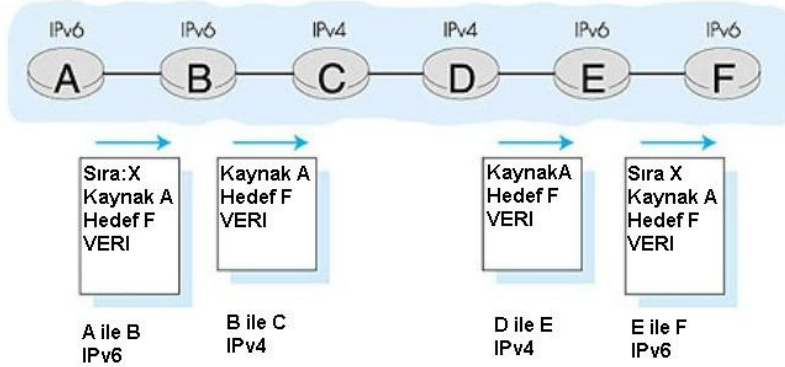 IPv6 IPv6 IPv4 IPv4 IPv6 IPv6
A B C D E F
Sıra:X
Kaynak A
Hedef F
VERI
Kaynak A
Hedef F
VERI
KaynakA
Hedef F
VERI
Sıra X
Kaynak A
Hedef F
VERI
A ile B
IPv6
B ile C
IPv4
D ile E
IPv4
E ile F
IPv6